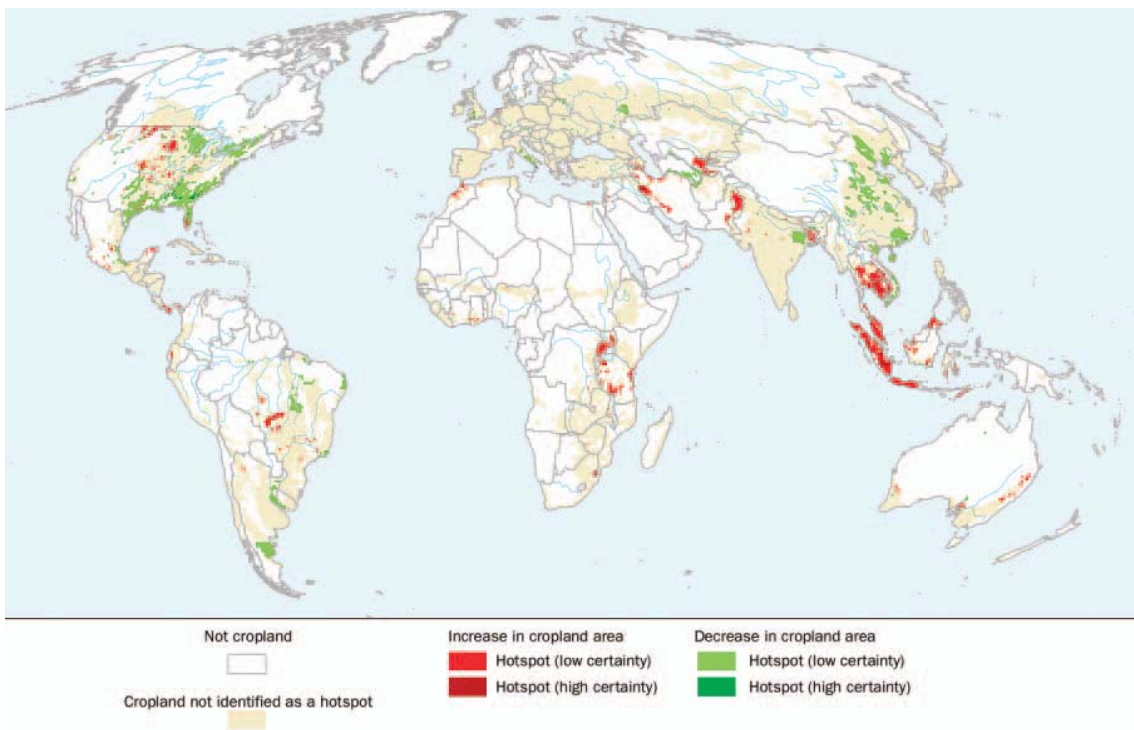 Not cropland
Cropland not identified as a hotspot
Increase in cropland area
Hotspot (low certainty)
Hotspot (high certainty)
Decrease in cropland area
Hotspot (low certainty)
Hotspot (high certainty)